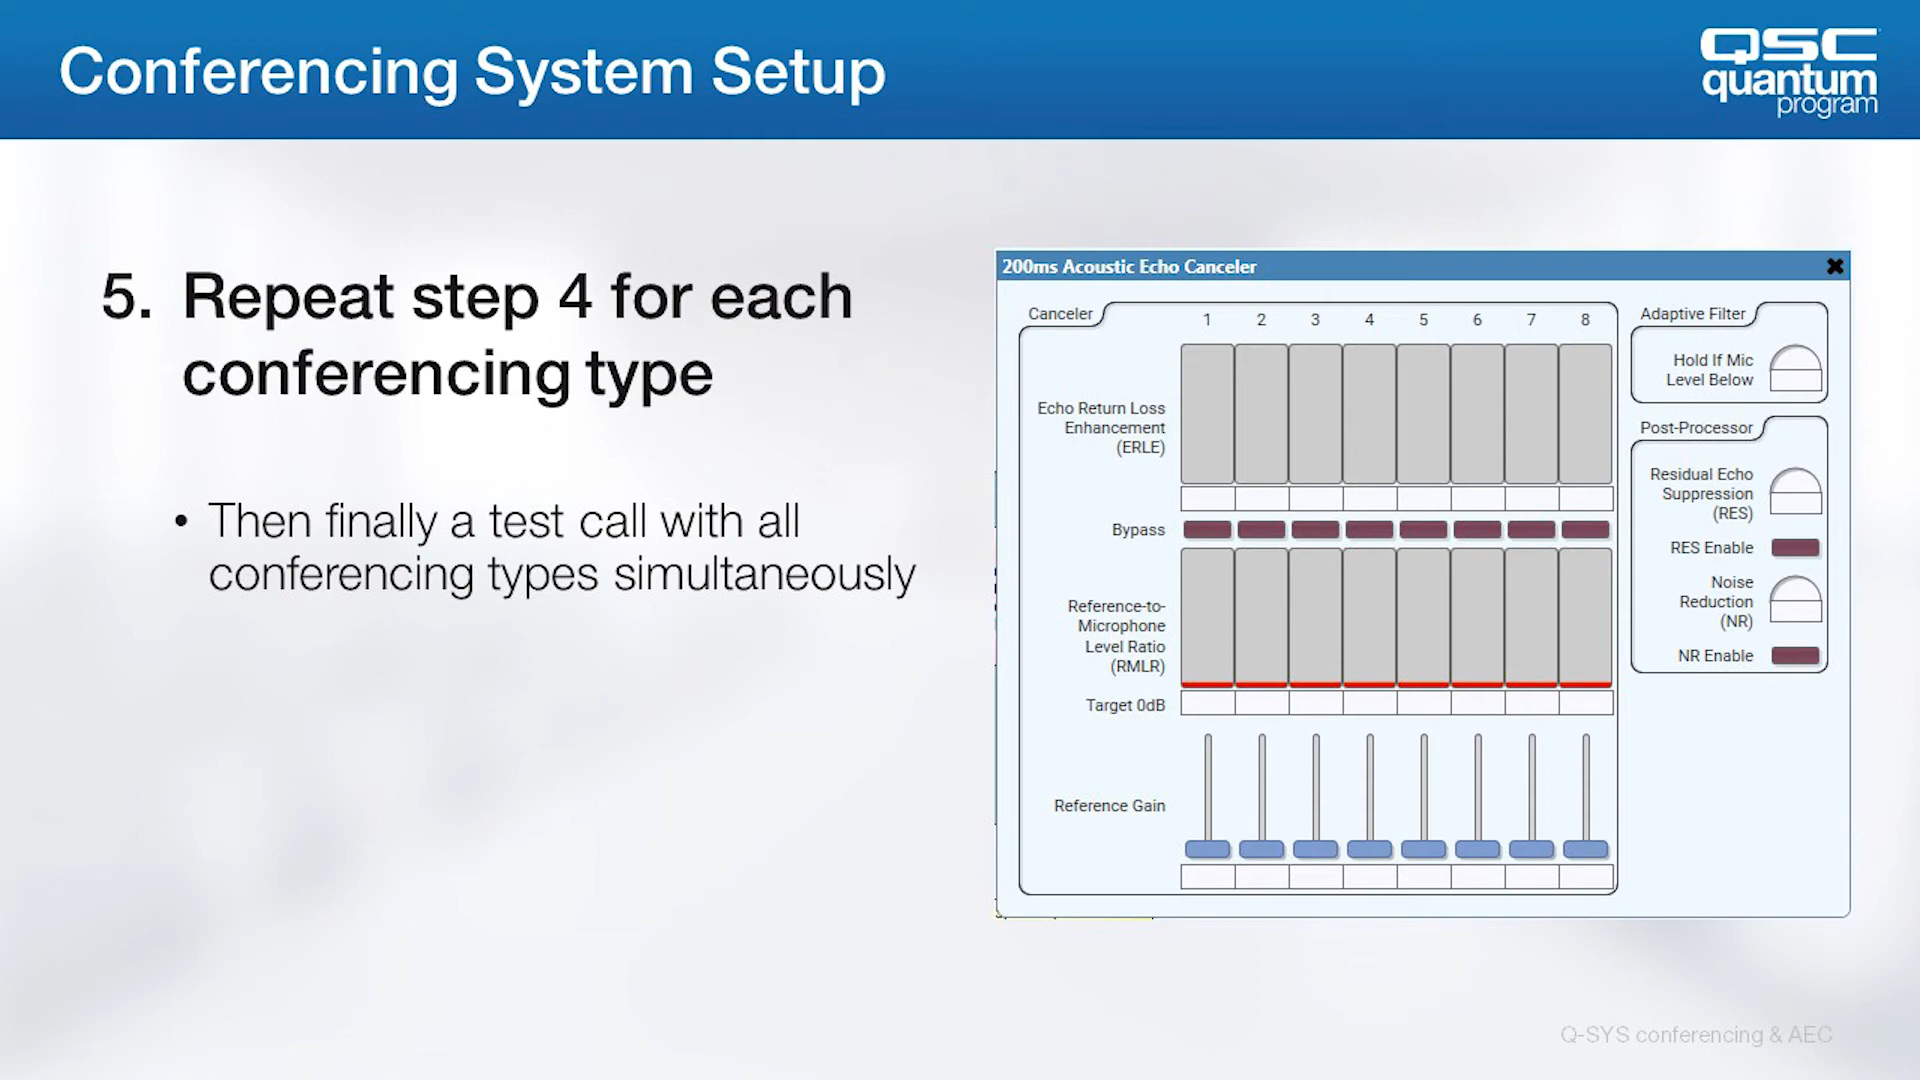 Conferencing System Setup
QSC
quantum
program
5. Repeat step 4 for each
conferencing type
• Then finally a test call with all
conferencing types simultaneously
200ms Acoustic Echo Canceler
Canceler
1 2 3 4 5 6 7 8
Echo Return Loss
Enhancement
(ERLE)
Bypass
Reference-to-
Microphone
Level Ratio
(RMLR)
Target 0dB
Reference Gain
Adaptive Filter
Hold If Mic
Level Below
Post-Processor
Residual Echo
Suppression
(RES)
RES Enable
Noise
Reduction
(NR)
NR Enable
Q-SYS conferencing & AEC